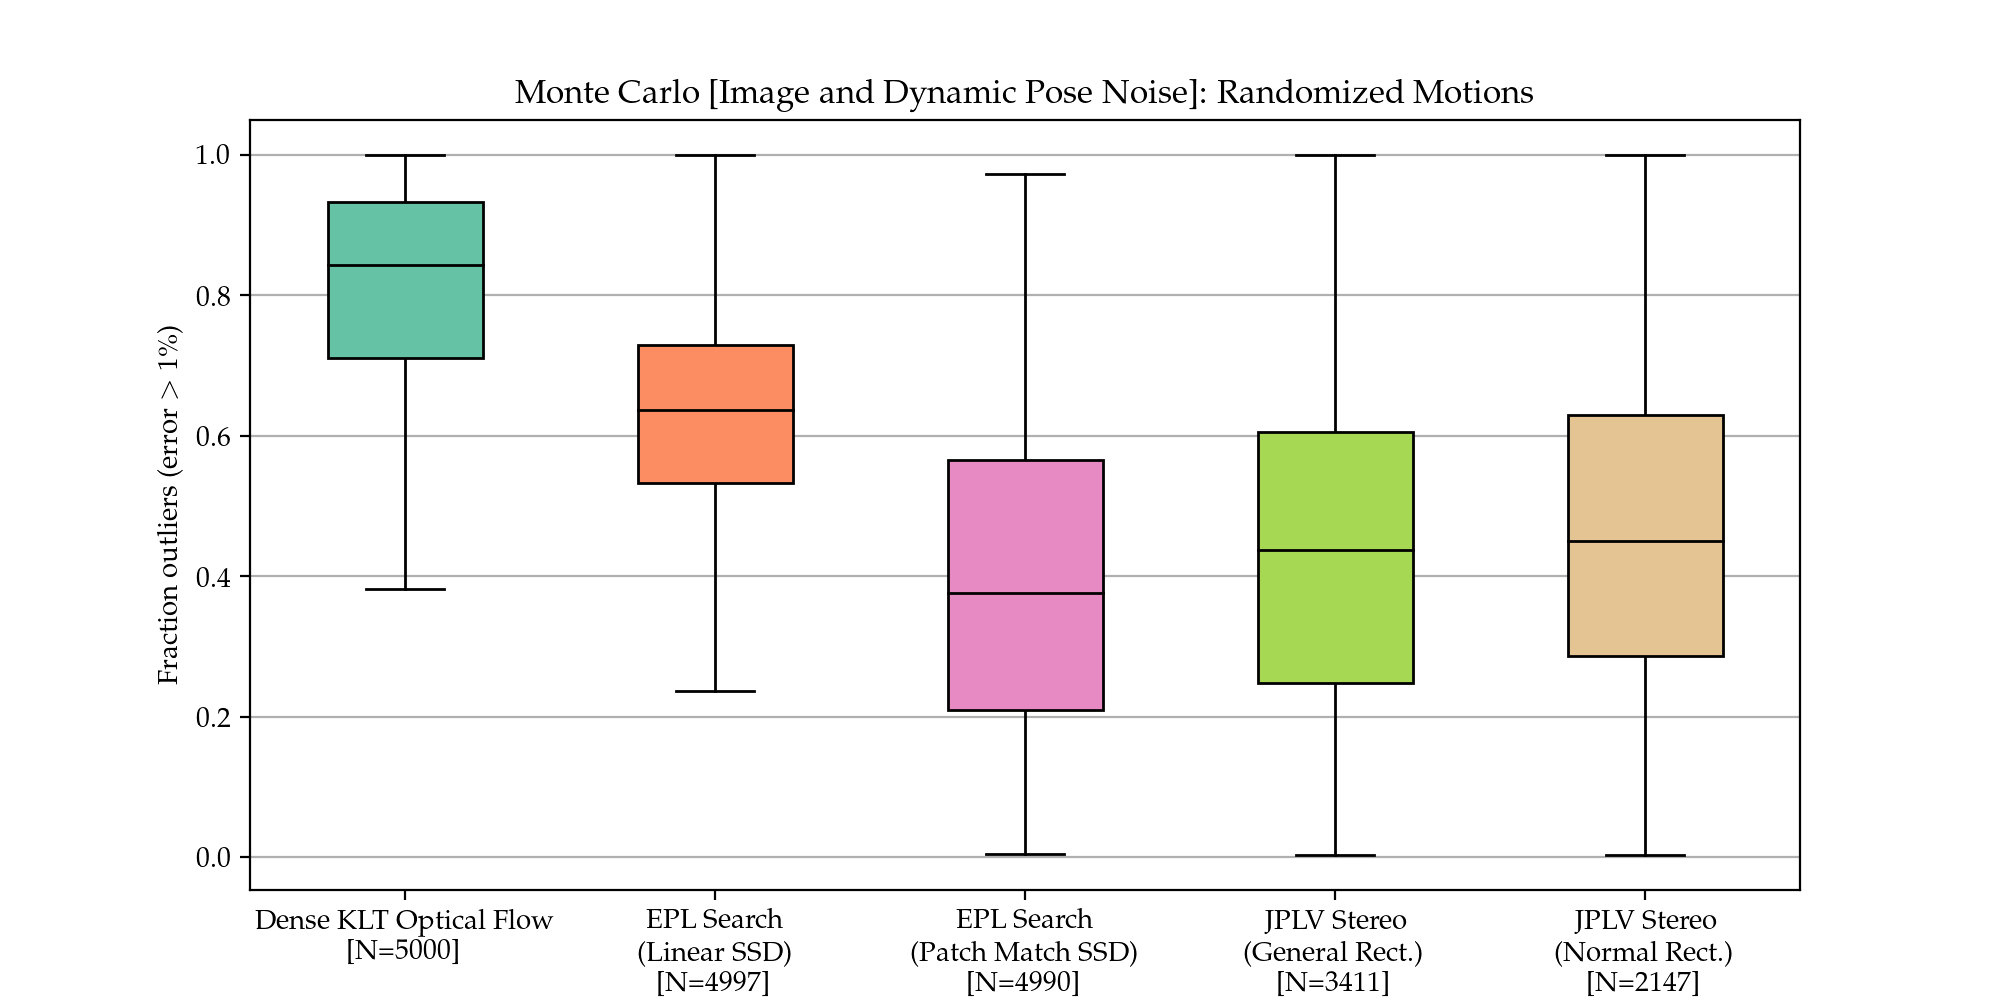 Monte Carlo [Image and Dynamic Pose Noise]: Randomized Motions
Fraction outliers (error > 1%)
1.0
0.8
0.6
0.4
0.2
0.0
Dense KLT Optical Flow
[N=5000]
EPL Search
(Linear SSD)
[N=4997]
EPL Search
(Patch Match SSD)
[N=4990]
JPLV Stereo
(General Rect.)
[N=3411]
JPLV Stereo
(Normal Rect.)
[N=2147]